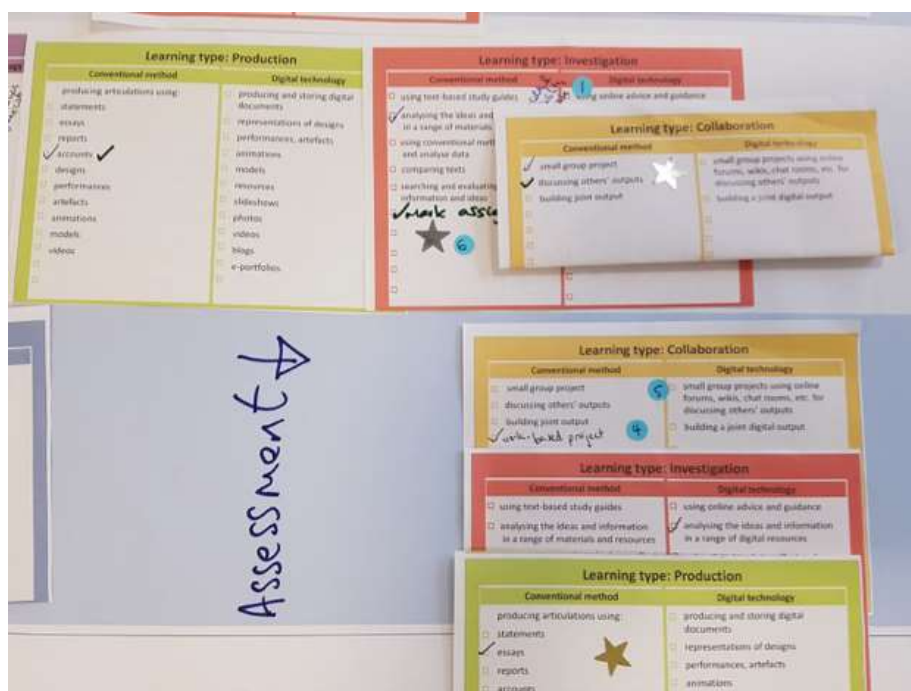 Learning type: Production
Conventional method
Digital technology
producing articulations using:
statements
essays
reports
accounts
designs
performances
artefacts
animations
models
videos
producing and storing digital
documents
representations of designs
performances, artefacts
animations
models
resources
slideshows
photos
videos
blogs
e-portfolios
Learning type: Investigation
Conventional method
Digital technology
using text-based study guides
1
using online advice and guidance
analysing the ideas and
in a range of materials
using conventional
and analyse data
comparing texts
searching and evaluating
information and ideas
mark
6
Learning type: Collaboration
Conventional method
Digital technology
small group project
discussing others' outputs
building joint output
small group projects using online
forums, wikis, chat rooms, etc. for
discussing others' outputs
building a joint digital output
Assessment
Learning type: Collaboration
Conventional method
Digital technology
small group project
discussing others' outputs
building joint output
work-based project
5
4
small group projects using online
forums, wikis, chat rooms, etc. for
discussing others' outputs
building a joint digital output
Learning type: Investigation
Conventional method
Digital technology
using text-based study guides
analysing the ideas and information
in a range of materials and resources
using online advice and guidance
analysing the ideas and information
in a range of digital resources
Learning type: Production
Conventional method
Digital technology
producing articulations using:
statements
essays
reports
accounts
producing and storing digital
documents
representations of designs
performances, artefacts
animations